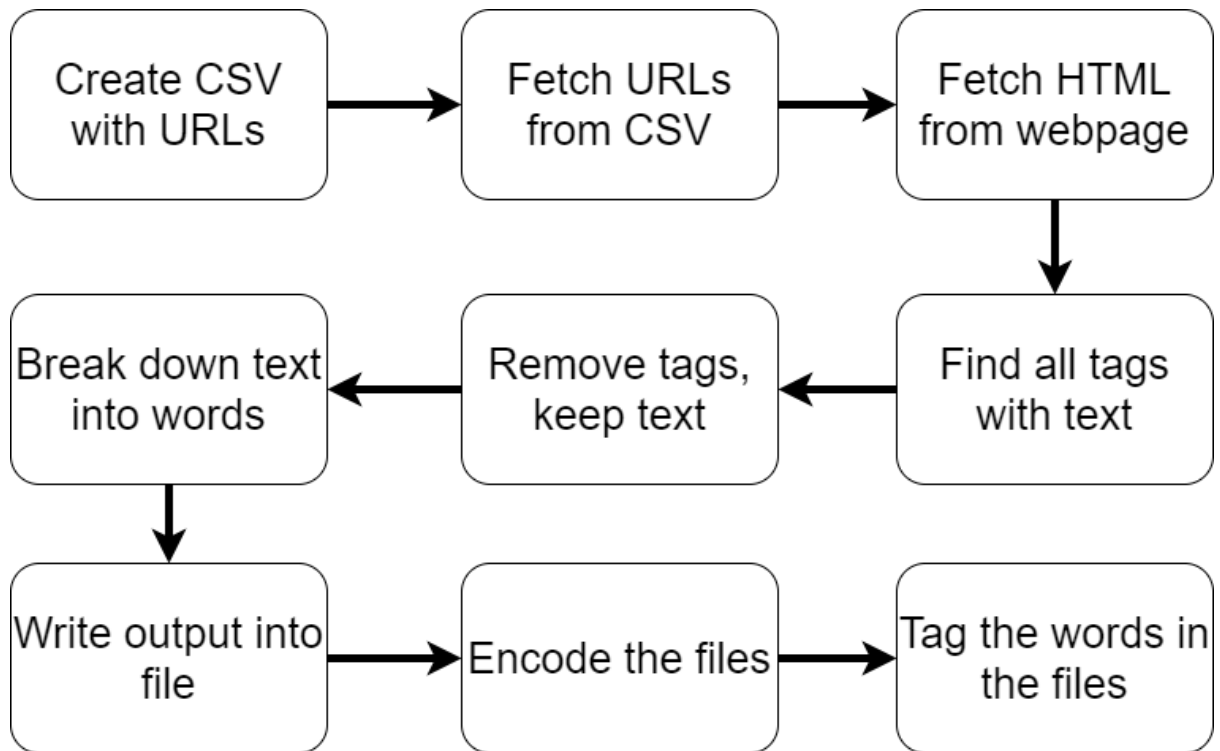 Create CSV
with URLs
Fetch URLs
from CSV
Fetch HTML
from webpage
Find all tags
with text
Remove tags,
keep text
Break down text
into words
Write output into
file
Encode the files
Tag the words in
the files